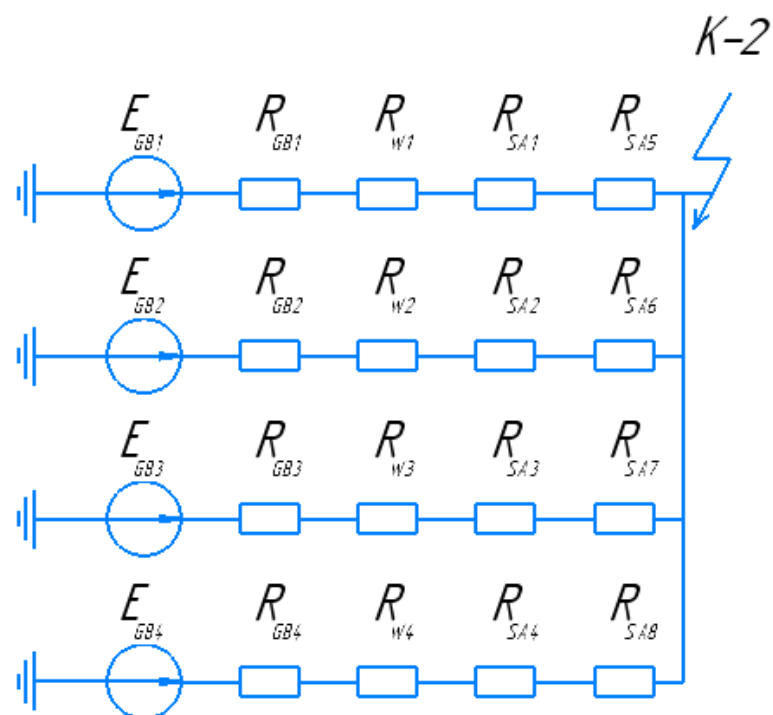 K-2
E GB1 R GB1 R W1 R SA1 R SA5
E GB2 R GB2 R W2 R SA2 R SA6
E GB3 R GB3 R W3 R SA3 R SA7
E GB4 R GB4 R W4 R SA4 R SA8